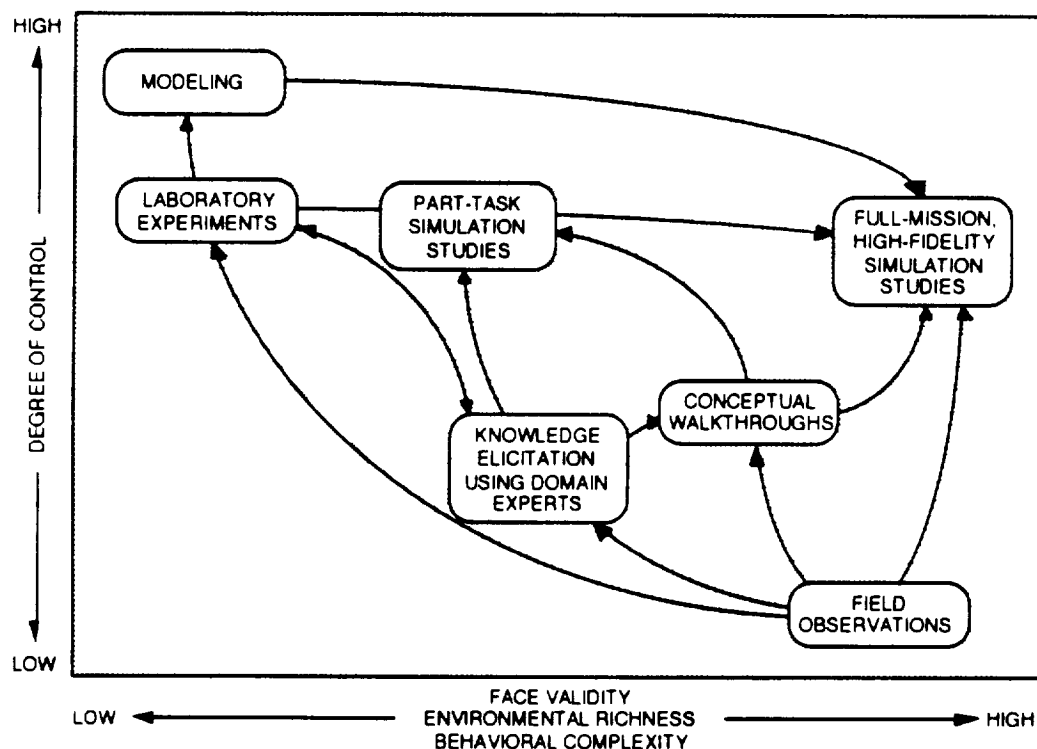 HIGH
MODELING
LABORATORY
EXPERIMENTS
PART-TASK
SIMULATION
STUDIES
FULL-MISSION,
HIGH-FIDELITY
SIMULATION
STUDIES
DEGREE OF CONTROL
CONCEPTUAL
WALKTHROUGHS
KNOWLEDGE
ELICITATION
USING DOMAIN
EXPERTS
FIELD
OBSERVATIONS
LOW
FACE VALIDITY
LOW ENVIRONMENTAL RICHNESS HIGH
BEHAVIORAL COMPLEXITY